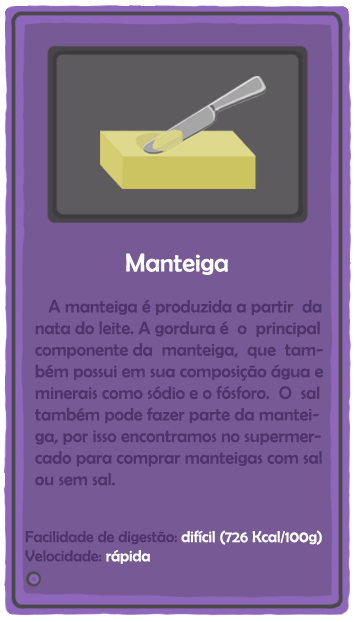 Manteiga
A manteiga é produzida a partir da
nata do leite. A gordura é o principal
componente da manteiga, que tam-
bém possui em sua composição água e
minerais como sódio e o fósforo. O sal
também pode fazer parte da mantei-
ga, por isso encontramos no supermer-
cado para comprar manteigas com sal
ou sem sal.
Facilidade de digestão: difícil (726 Kcal/100g)
Velocidade: rápida